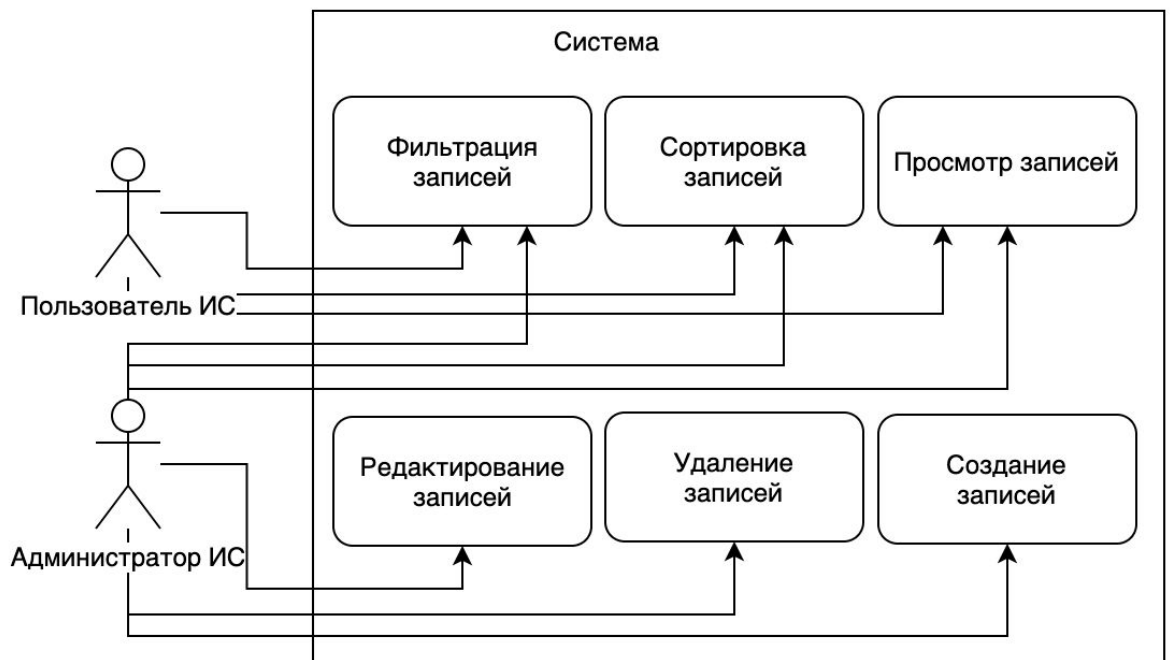 Система
Фильтрация
записей
Сортировка
записей
Просмотр записей
Пользователь ИС
Редактирование
записей
Удаление
записей
Создание
записей
Администратор ИС